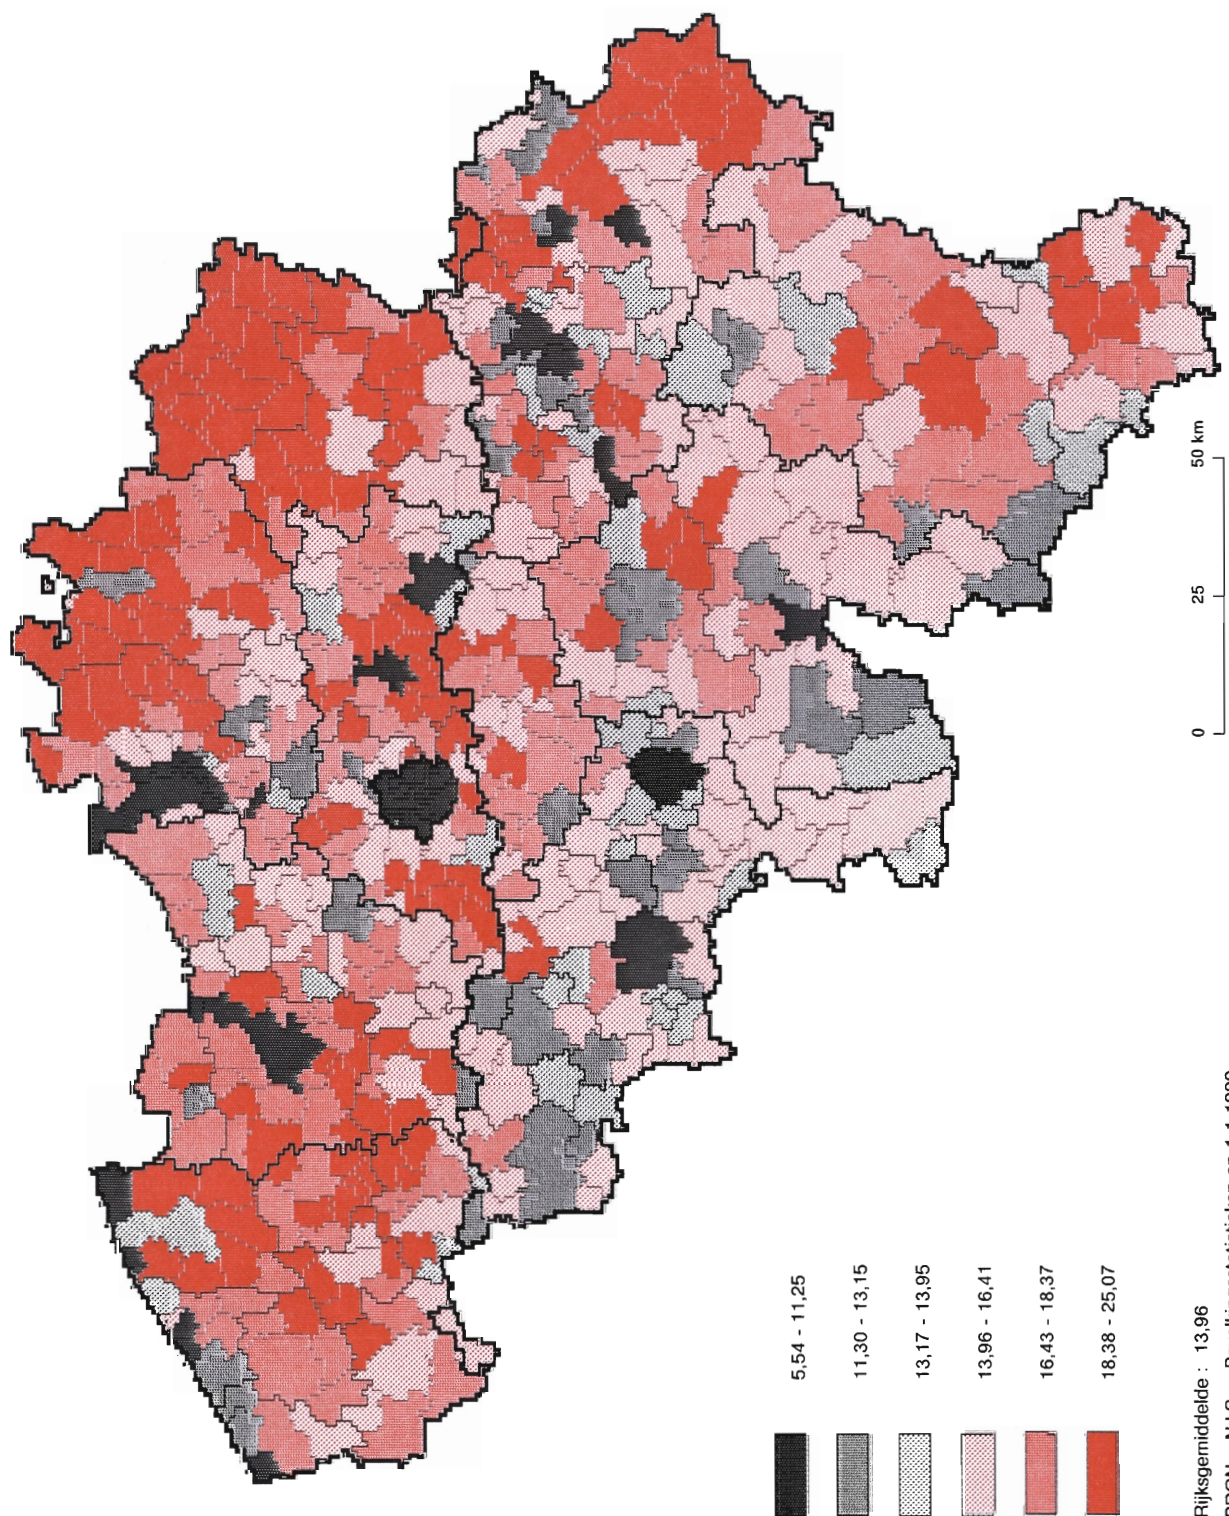 5,54 - 11,25
11,30 - 13,15
13,17 - 13,95
13,96 - 16,41
16,43 - 18,37
18,38 - 25,07
0 25 50 km
Rijksgemiddelde : 13,96